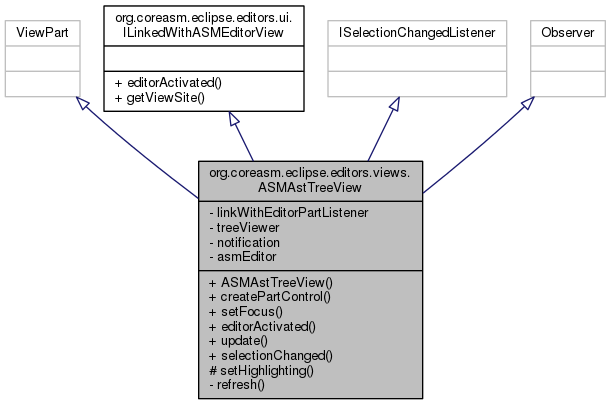 ViewPart
org.coreasm.eclipse.editors.ui.
ILinkedWithASMEditorView
+ editorActivated()
+ getViewSite()
ISelectionChangedListener
Observer
org.coreasm.eclipse.editors.views.
ASMAstTreeView
- linkWithEditorPartListener
- treeViewer
- notification
- asmEditor
+ ASMAstTreeView()
+ createPartControl()
+ setFocus()
+ editorActivated()
+ update()
+ selectionChanged()
# setHighlighting()
- refresh()